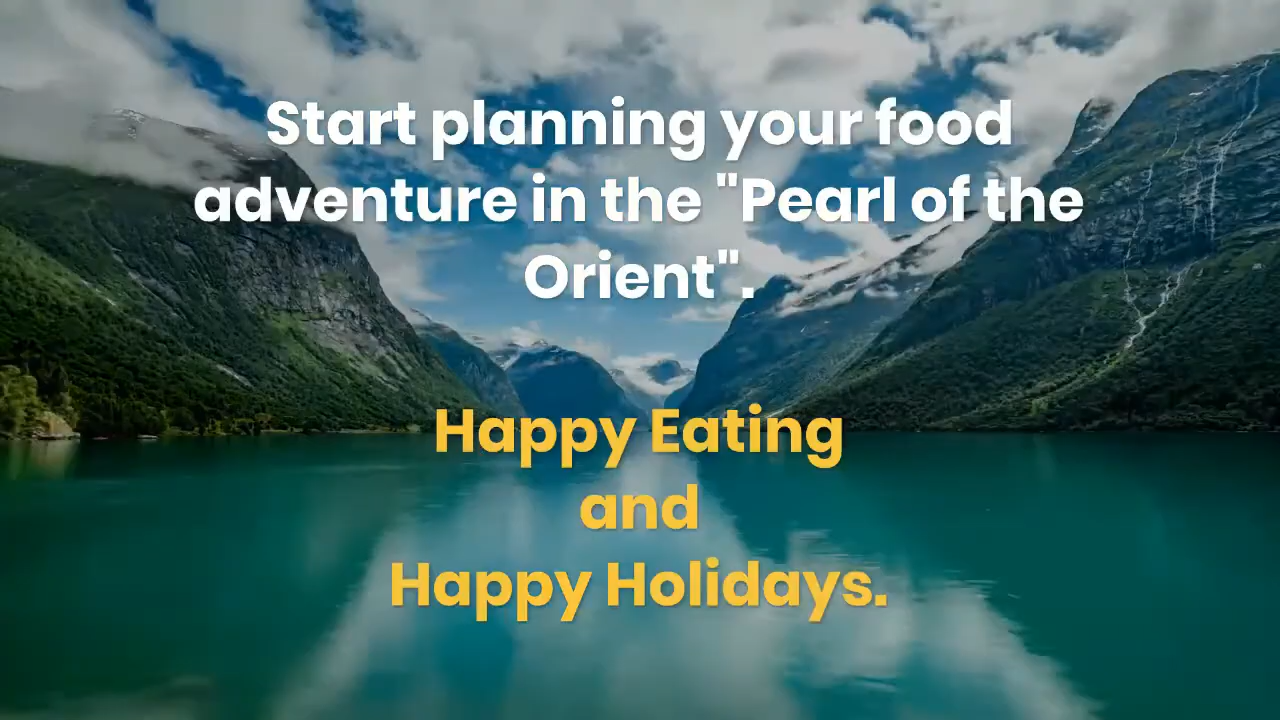 Start planning your food
adventure in the "Pearl of the
Orient".
Happy Eating
and
Happy Holidays.